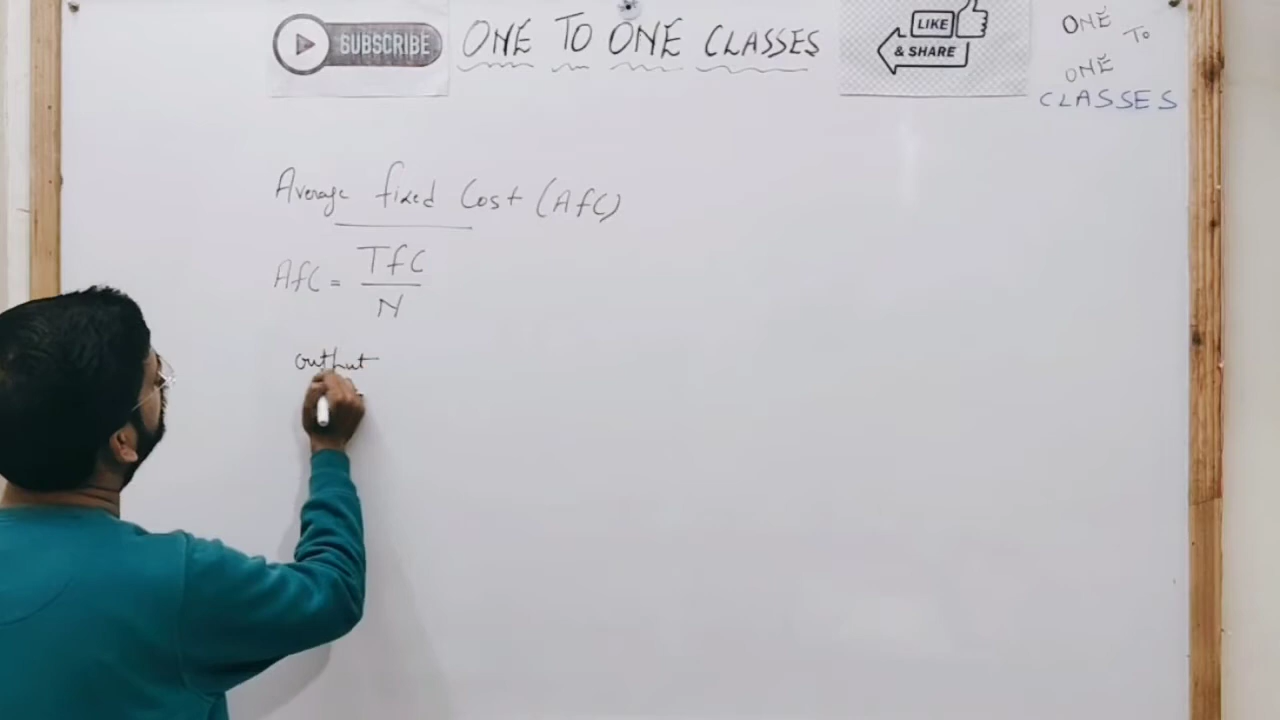 SUBSCRIBE
ONE TO ONE CLASSES
LIKE
& SHARE
ONE
TO
ONE
CLASSES
Average fixed Cost (AfC)
AfC = TfC
N
output